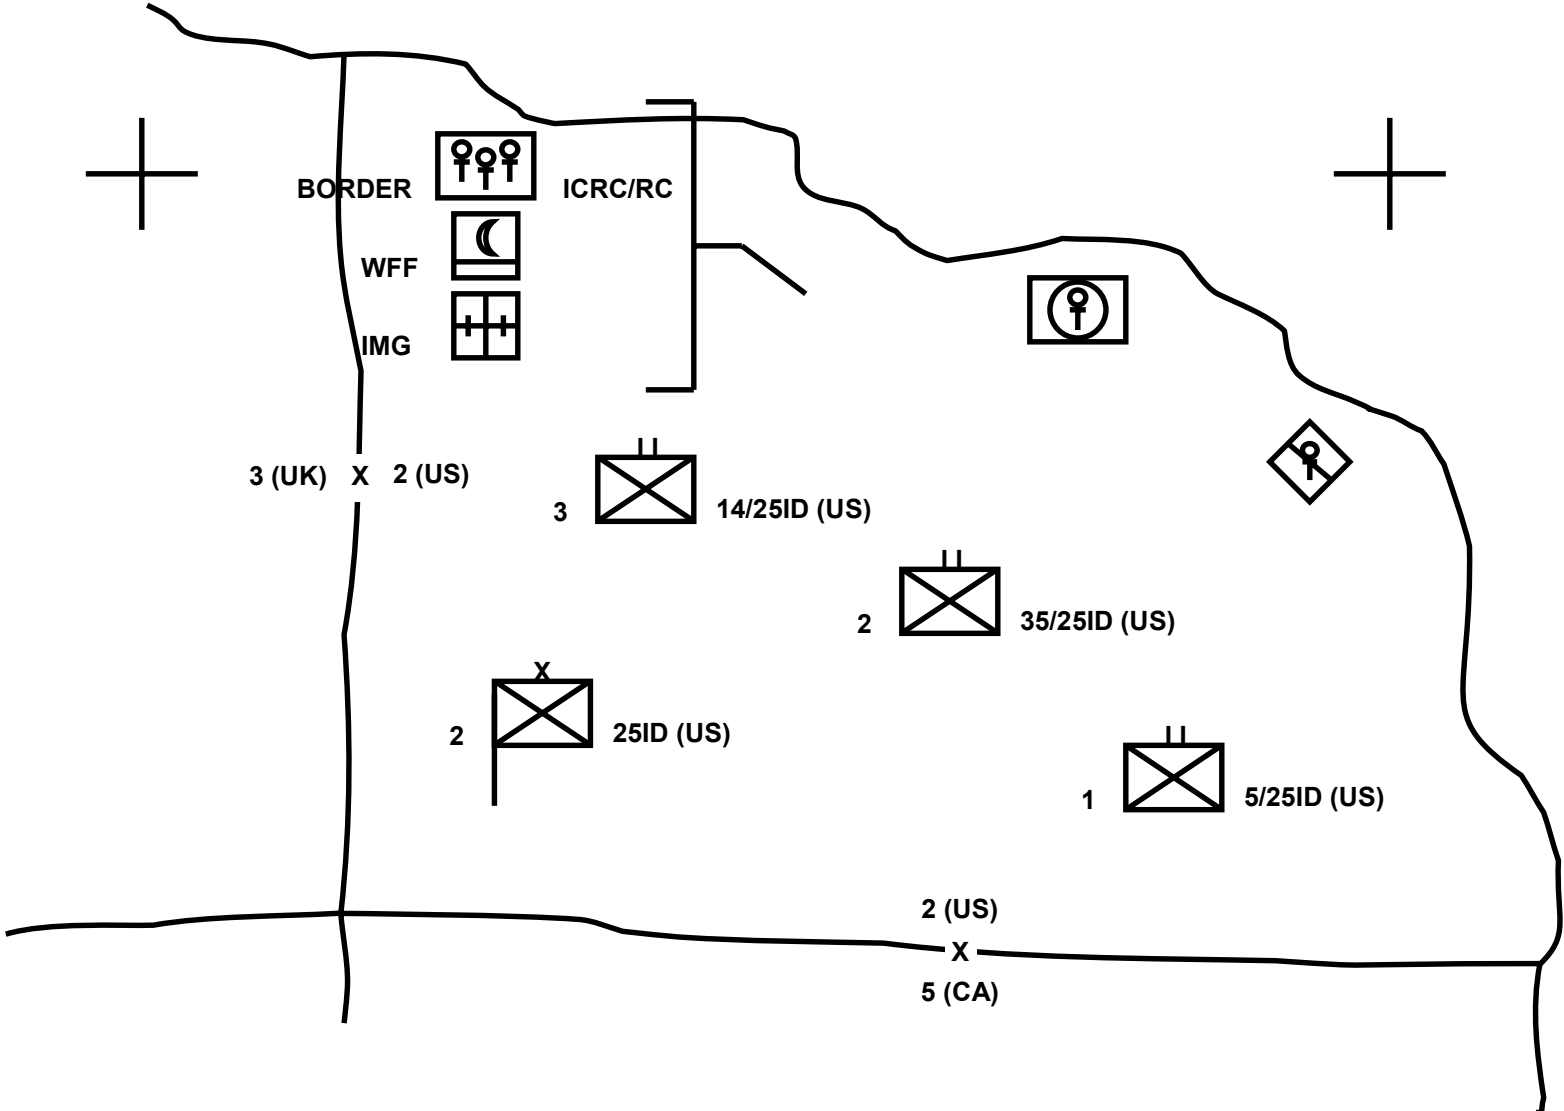 BORDER ICRC/RC
WFF
IMG
3 (UK) X 2 (US)
3 14/25ID (US)
2 35/25ID (US)
X
2 25ID (US)
1 5/25ID (US)
2 (US)
X
5 (CA)